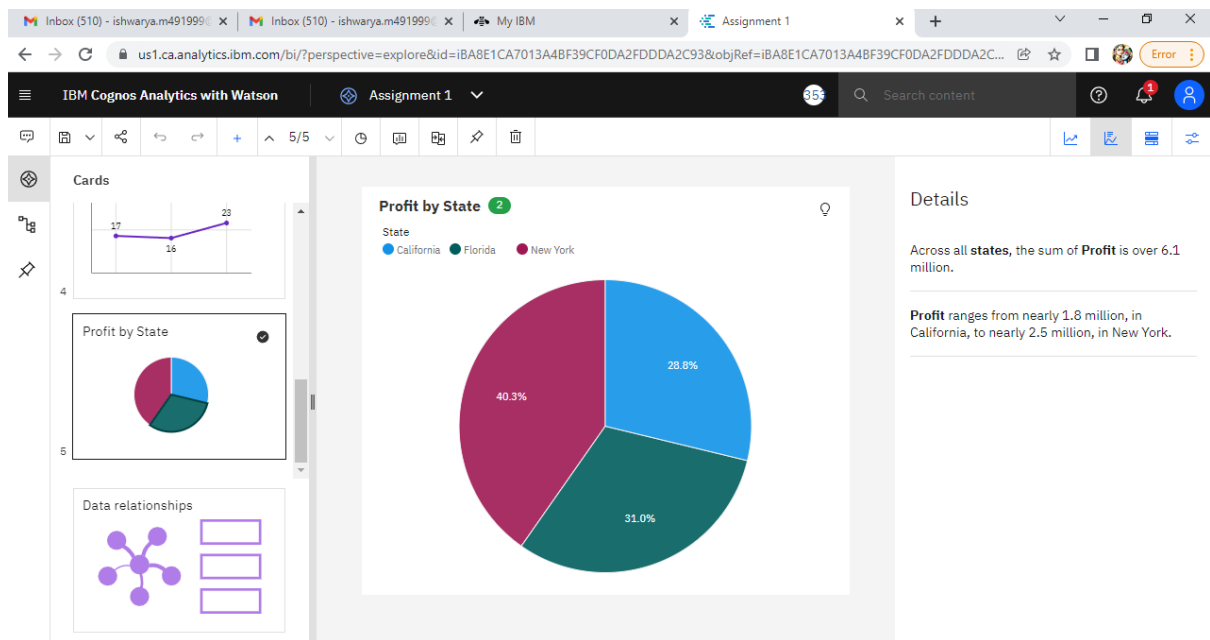 Inbox (510) - ishwarya.m491999@
Inbox (510) - ishwarya.m491999@
My IBM
Assignment 1
us1.ca.analytics.ibm.com/bi/?perspective=explore&id=iBA8E1CA7013A4BF39CF0DA2FDDDA2C93&objRef=iBA8E1CA7013A4BF39CF0DA2FDDDA2C...
Error
IBM Cognos Analytics with Watson
Assignment 1
353
Search content
1
5/5
Cards
17
16
23
4
Profit by State
5
Data relationships
Profit by State 2
State
California Florida New York
28.8%
40.3%
31.0%
Details
Across all states, the sum of Profit is over 6.1
million.
Profit ranges from nearly 1.8 million, in
California, to nearly 2.5 million, in New York.